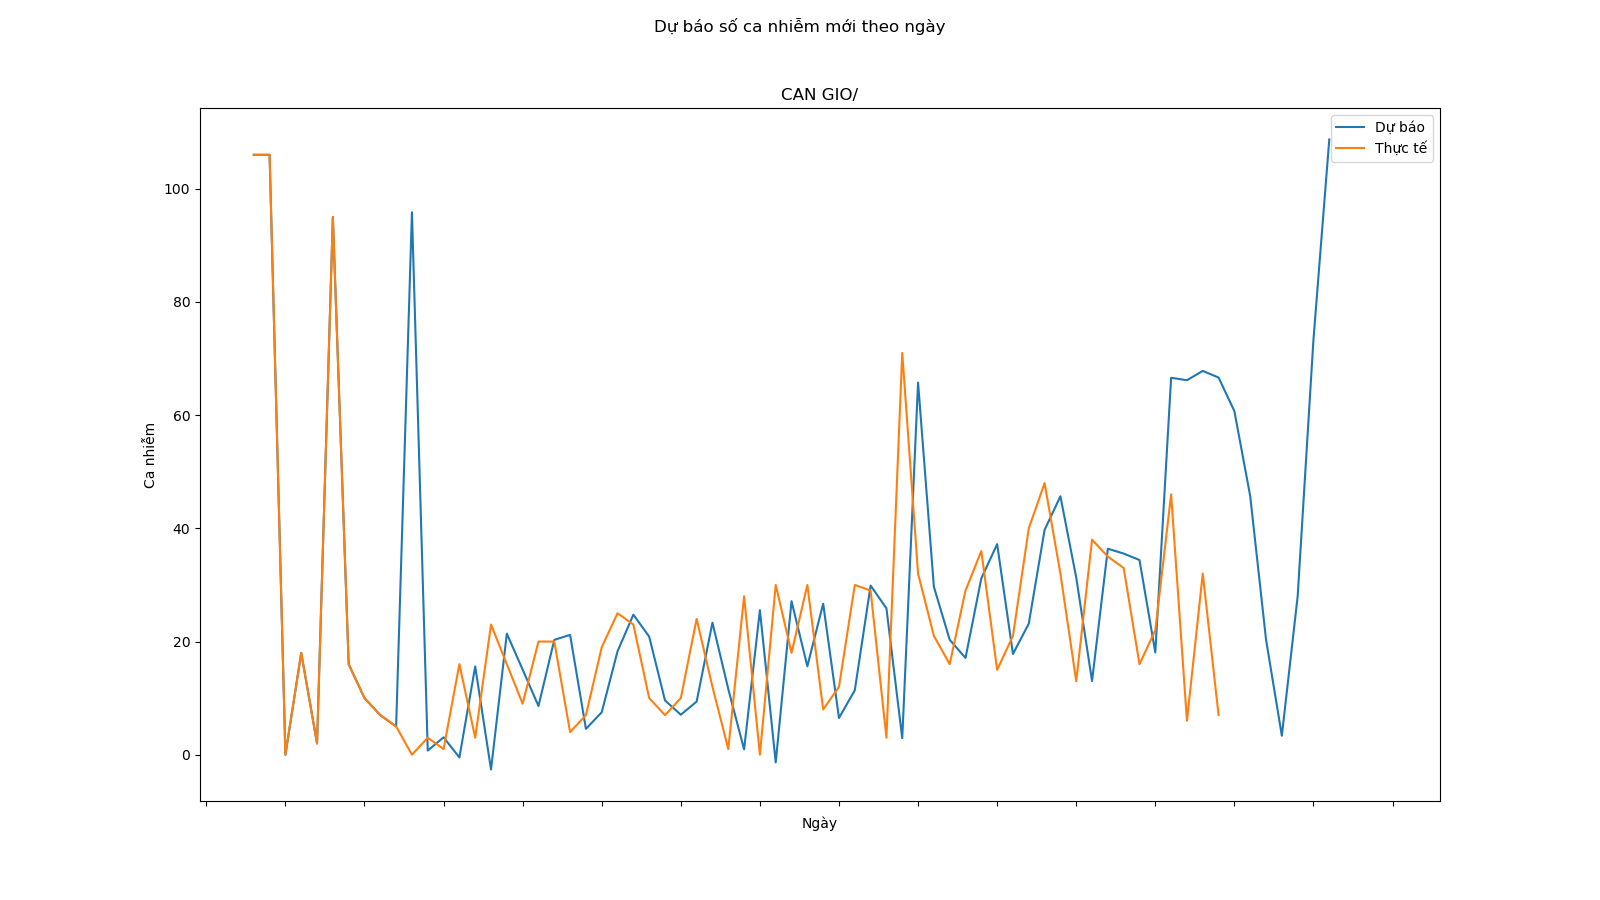 Dự báo số ca nhiễm mới theo ngày
CAN GIO/
Dự báo
Thực tế
100
80
60
40
20
0
Ca nhiễm
Ngày